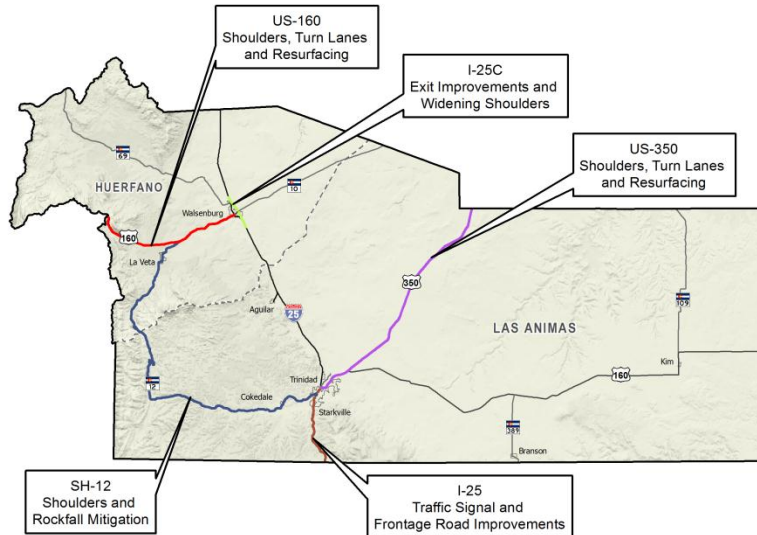 US-160
Shoulders, Turn Lanes
and Resurfacing
I-25C
Exit Improvements and
Widening Shoulders
US-350
Shoulders, Turn Lanes
and Resurfacing
69
HUERFANO
Walsenburg
10
160
La Veta
350
Aguilar
25
109
LAS ANIMAS
Kim
160
12
Trinidad
Cokedale
Starkville
389
Branson
SH-12
Shoulders and
Rockfall Mitigation
I-25
Traffic Signal and
Frontage Road Improvements